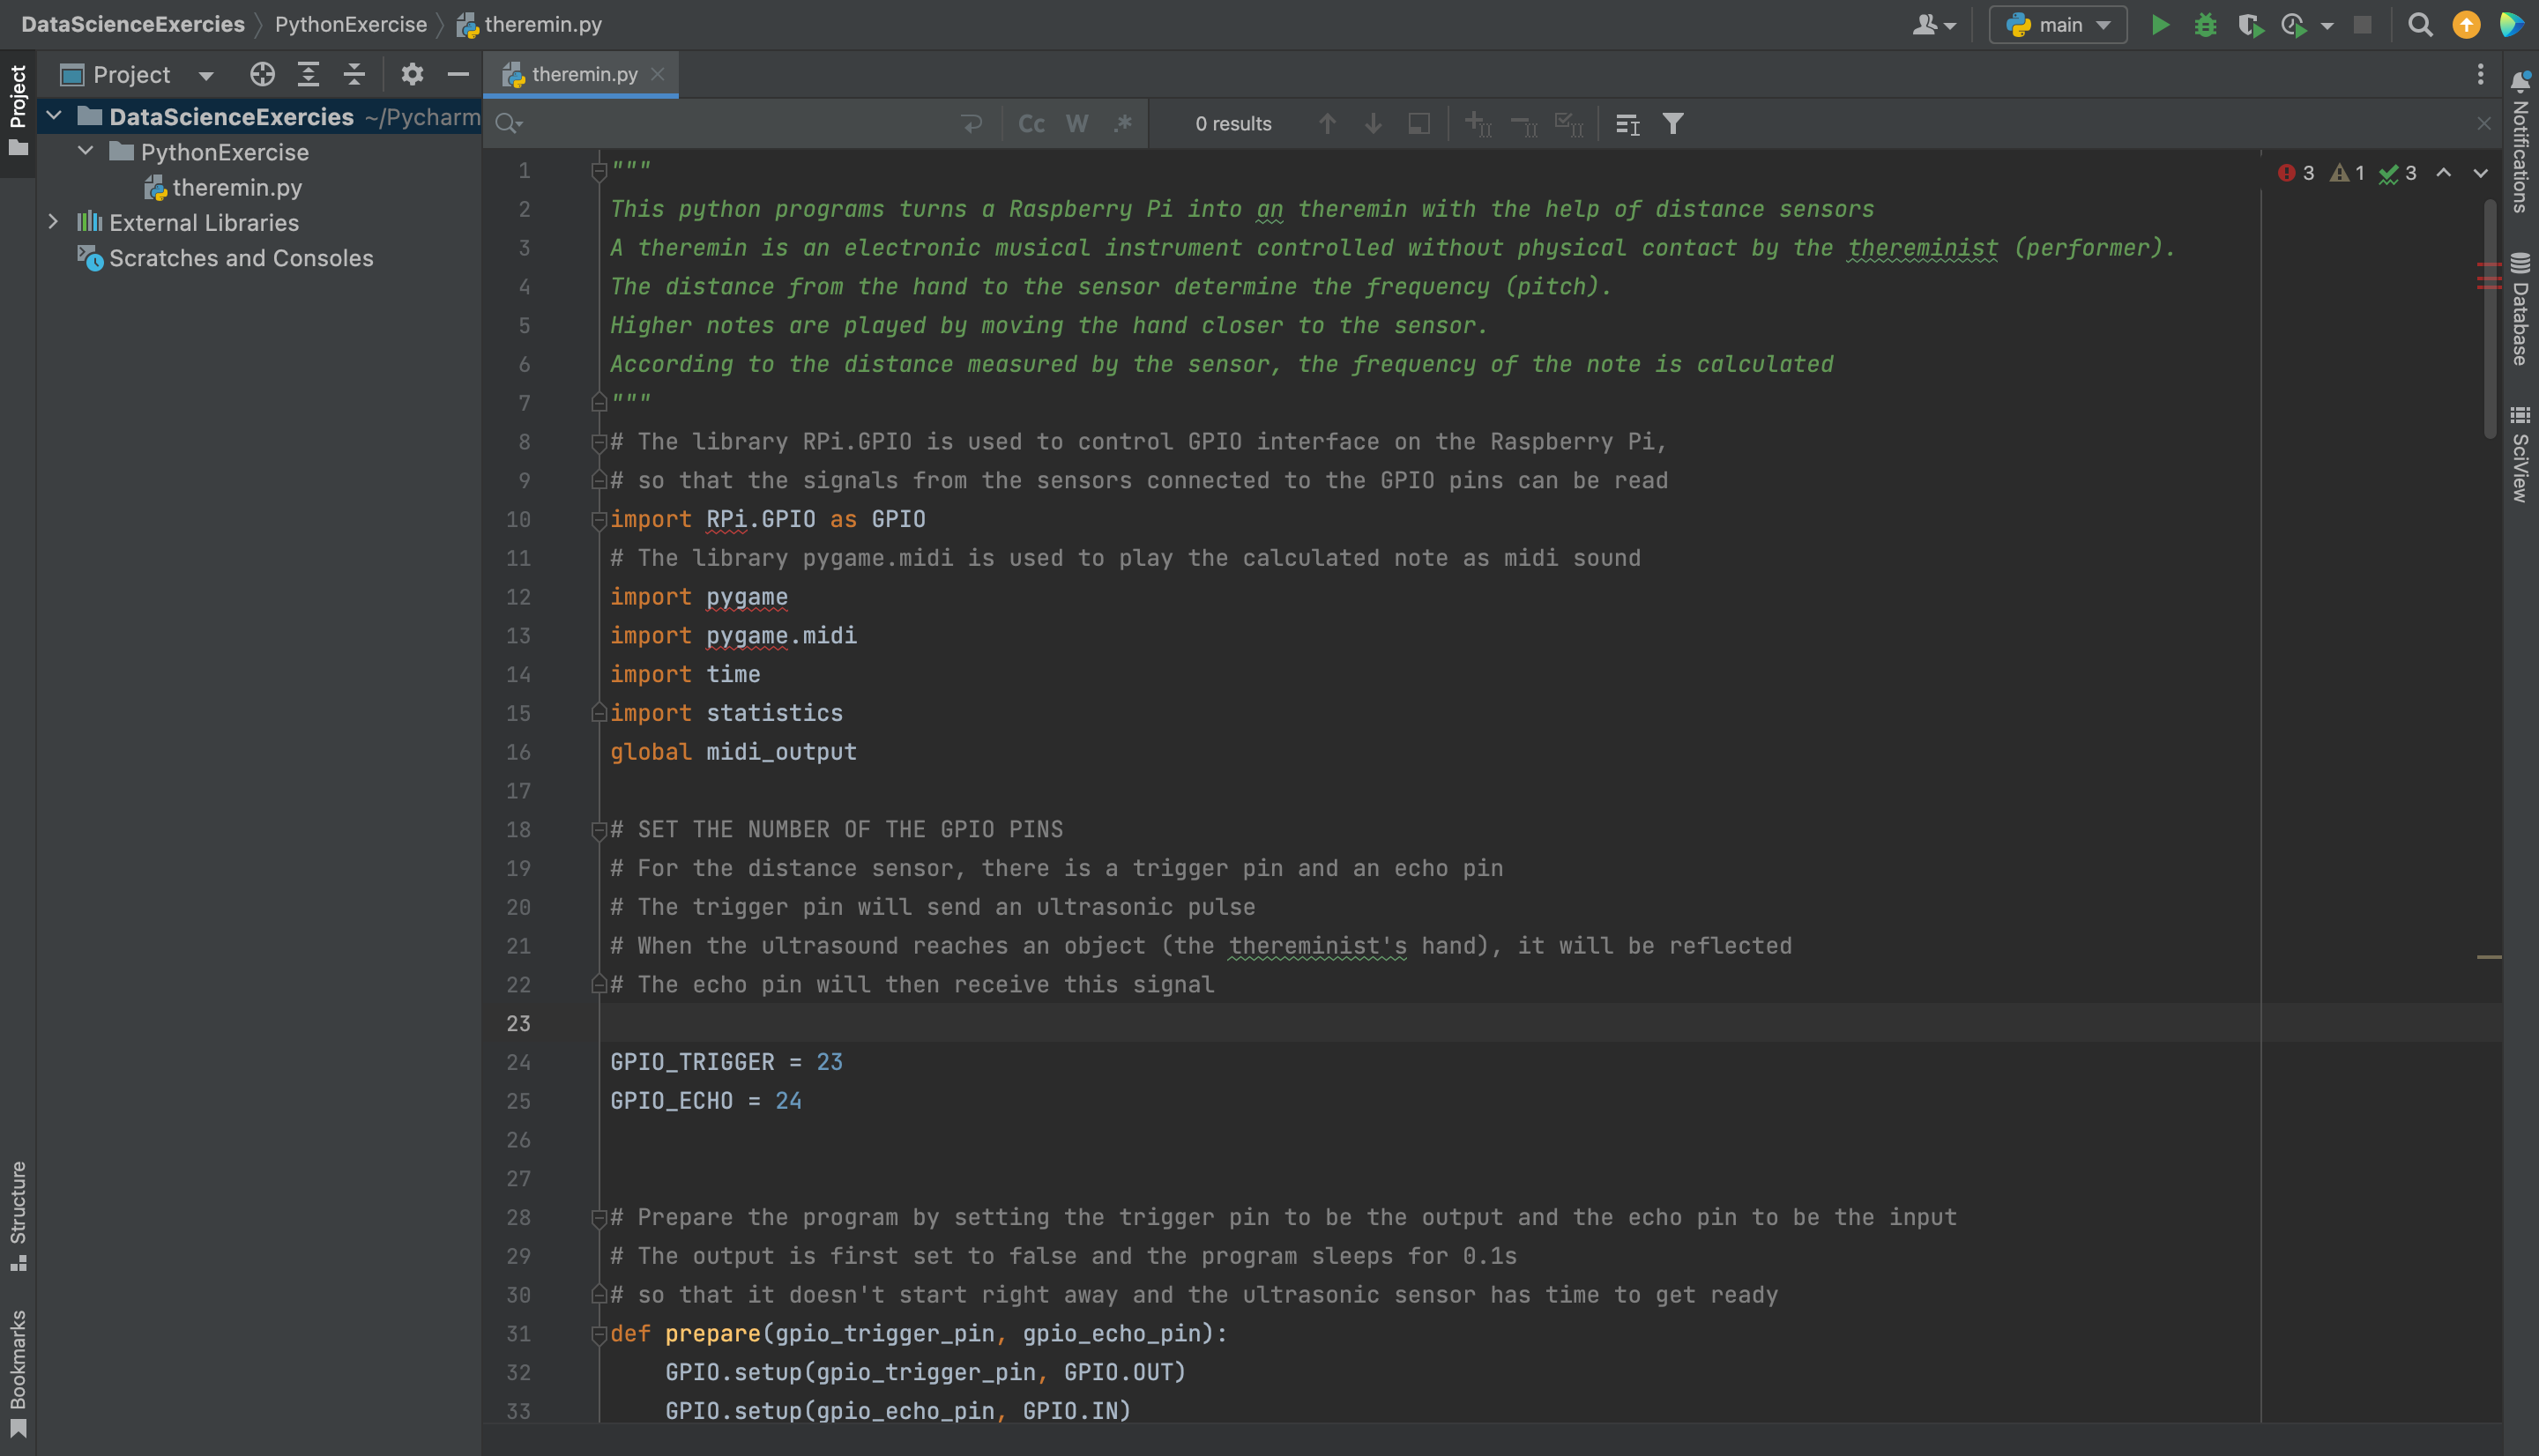 DataScienceExercies PythonExercise theremin.py
main
Project
theremin.py
Project
DataScienceExercies ~/Pycharm
PythonExercise
theremin.py
External Libraries
Scratches and Consoles
Cc W .* 0 results
3 1 3
1 """
2 This python programs turns a Raspberry Pi into an theremin with the help of distance sensors
3 A theremin is an electronic musical instrument controlled without physical contact by the thereminist (performer).
4 The distance from the hand to the sensor determine the frequency (pitch).
5 Higher notes are played by moving the hand closer to the sensor.
6 According to the distance measured by the sensor, the frequency of the note is calculated
7 """
8 # The library RPi.GPIO is used to control GPIO interface on the Raspberry Pi,
9 # so that the signals from the sensors connected to the GPIO pins can be read
10 import RPi.GPIO as GPIO
11 # The library pygame.midi is used to play the calculated note as midi sound
12 import pygame
13 import pygame.midi
14 import time
15 import statistics
16 global midi_output
17
18 # SET THE NUMBER OF THE GPIO PINS
19 # For the distance sensor, there is a trigger pin and an echo pin
20 # The trigger pin will send an ultrasonic pulse
21 # When the ultrasound reaches an object (the thereminist's hand), it will be reflected
22 # The echo pin will then receive this signal
23
24 GPIO_TRIGGER = 23
25 GPIO_ECHO = 24
26
27
28 # Prepare the program by setting the trigger pin to be the output and the echo pin to be the input
29 # The output is first set to false and the program sleeps for 0.1s
30 # so that it doesn't start right away and the ultrasonic sensor has time to get ready
31 def prepare(gpio_trigger_pin, gpio_echo_pin):
32     GPIO.setup(gpio_trigger_pin, GPIO.OUT)
33     GPIO.setup(gpio_echo_pin, GPIO.IN)
Structure
Bookmarks
Notifications
Database
SciView